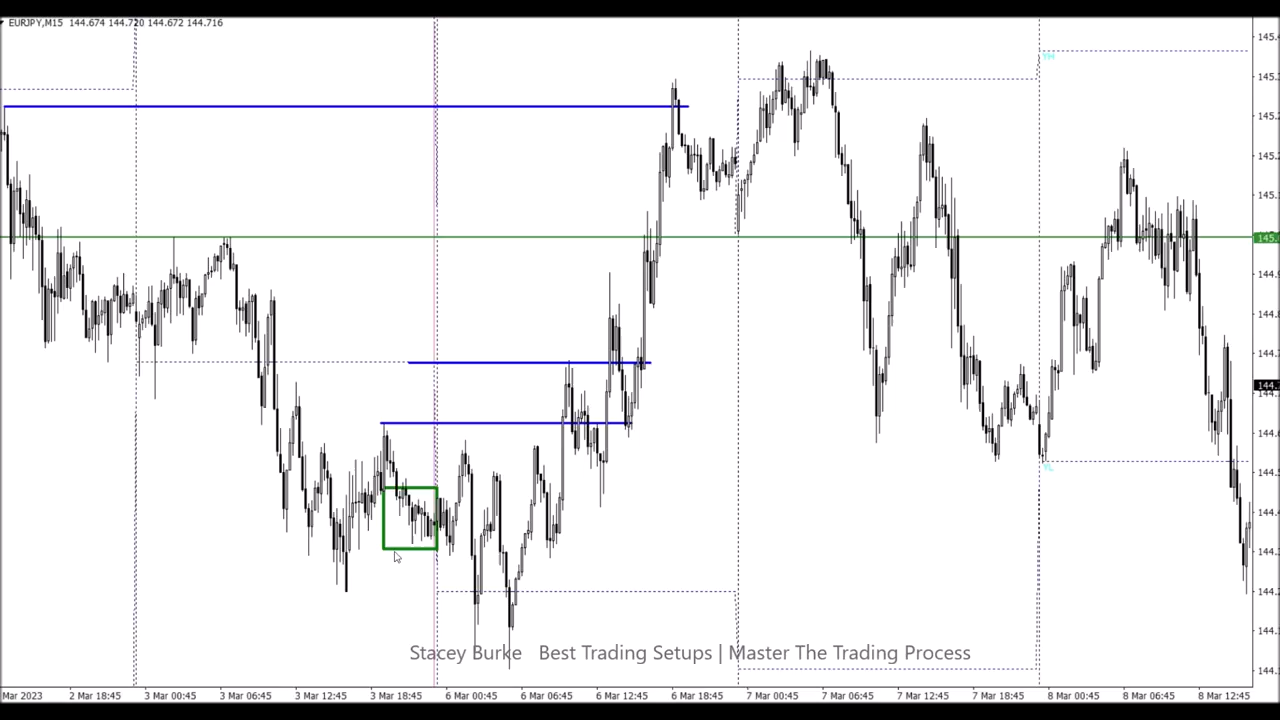 EURJPY,M15 144.674 144.720 144.672 144.716
YH
YL
Stacey Burke Best Trading Setups | Master The Trading Process
Mar 2023 2 Mar 18:45 3 Mar 00:45 3 Mar 06:45 3 Mar 12:45 3 Mar 18:45 6 Mar 00:45 6 Mar 06:45 6 Mar 12:45 6 Mar 18:45 7 Mar 00:45 7 Mar 06:45 7 Mar 12:45 7 Mar 18:45 8 Mar 00:45 8 Mar 06:45 8 Mar 12:45